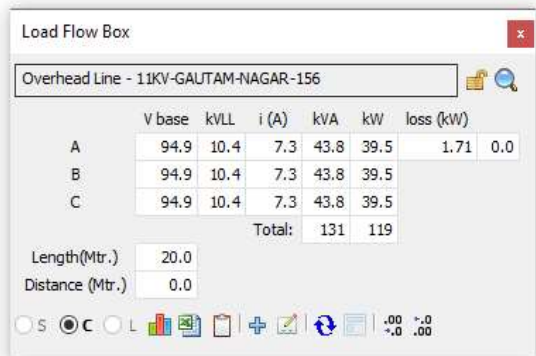 Load Flow Box
x
Overhead Line - 11KV-GAUTAM-NAGAR-156
V base kVLL i (A) kVA kW loss (kW)
A 94.9 10.4 7.3 43.8 39.5 1.71 0.0
B 94.9 10.4 7.3 43.8 39.5
C 94.9 10.4 7.3 43.8 39.5
Total: 131 119
Length(Mtr.) 20.0
Distance (Mtr.) 0.0
S C L .00 .0 .0 .00